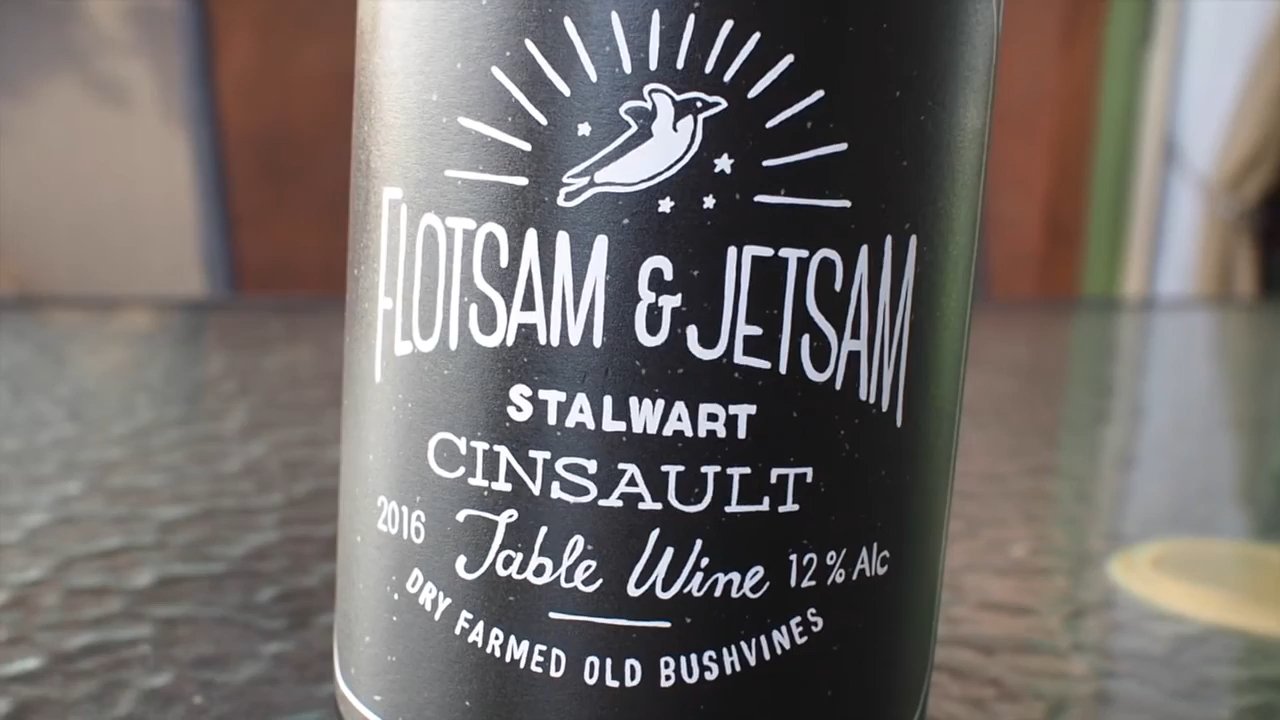 FLOTSAM & JETSAM
STALWART
CINSAULT
2016 Table Wine 12% Alc
DRY FARMED OLD BUSHVINES